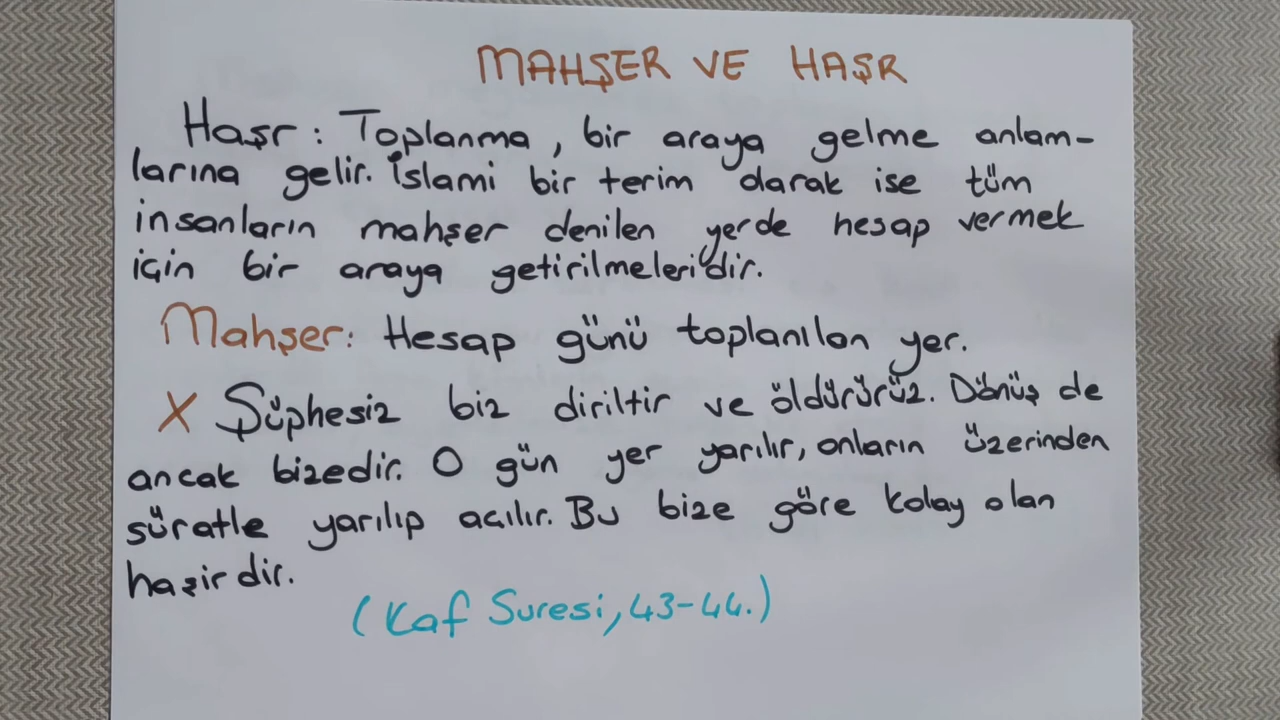 MAHŞER VE HAŞR
Haşr : Toplanma , bir araya gelme anlam-
larına gelir. İslami bir terim olarak ise tüm
insanların mahşer denilen yerde hesap vermek
için bir araya getirilmeleridir.
Mahşer: Hesap günü toplanılan yer.
X Şüphesiz biz diriltir ve öldürürüz. Dönüş de
ancak bizedir. O gün yer yarılır, onların üzerinden
süratle yarılıp açılır. Bu bize göre kolay olan
haşirdir.
(Kaf Suresi, 43-44.)